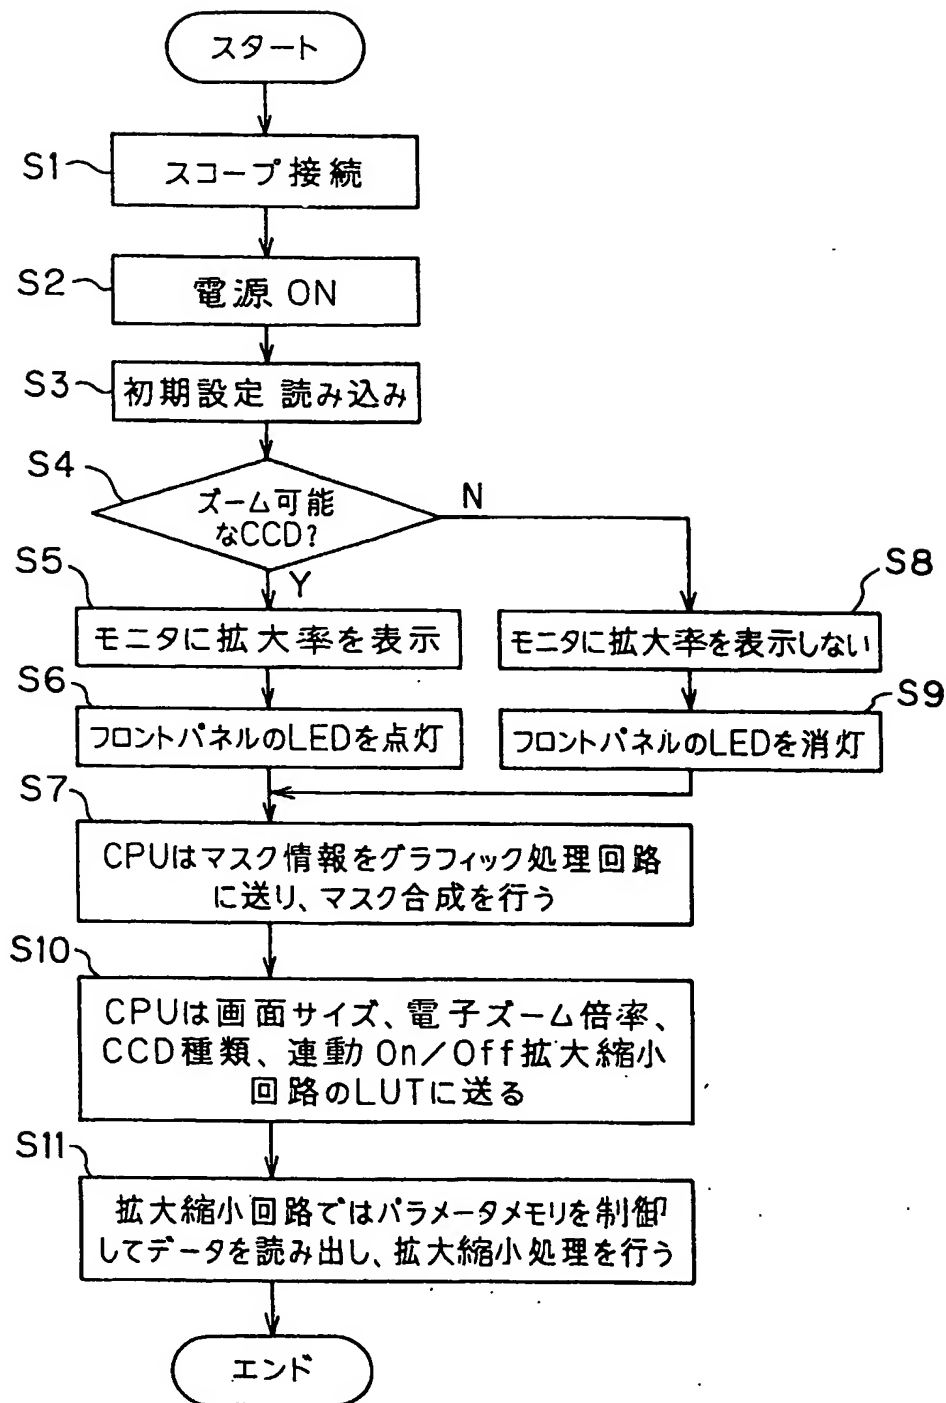 スタート
S1
スコープ接続
S2
電源 ON
S3
初期設定 読み込み
S4
ズーム可能
なCCD?
N
Y
S5
モニタに拡大率を表示
S8
モニタに拡大率を表示しない
S6
フロントパネルのLEDを点灯
S9
フロントパネルのLEDを消灯
S7
CPUはマスク情報をグラフィック処理回路
に送り、マスク合成を行う
S10
CPUは画面サイズ、電子ズーム倍率、
CCD種類、連動 On/Off拡大縮小
回路のLUTに送る
S11
拡大縮小回路ではパラメータメモリを制御
してデータを読み出し、拡大縮小処理を行う
エンド